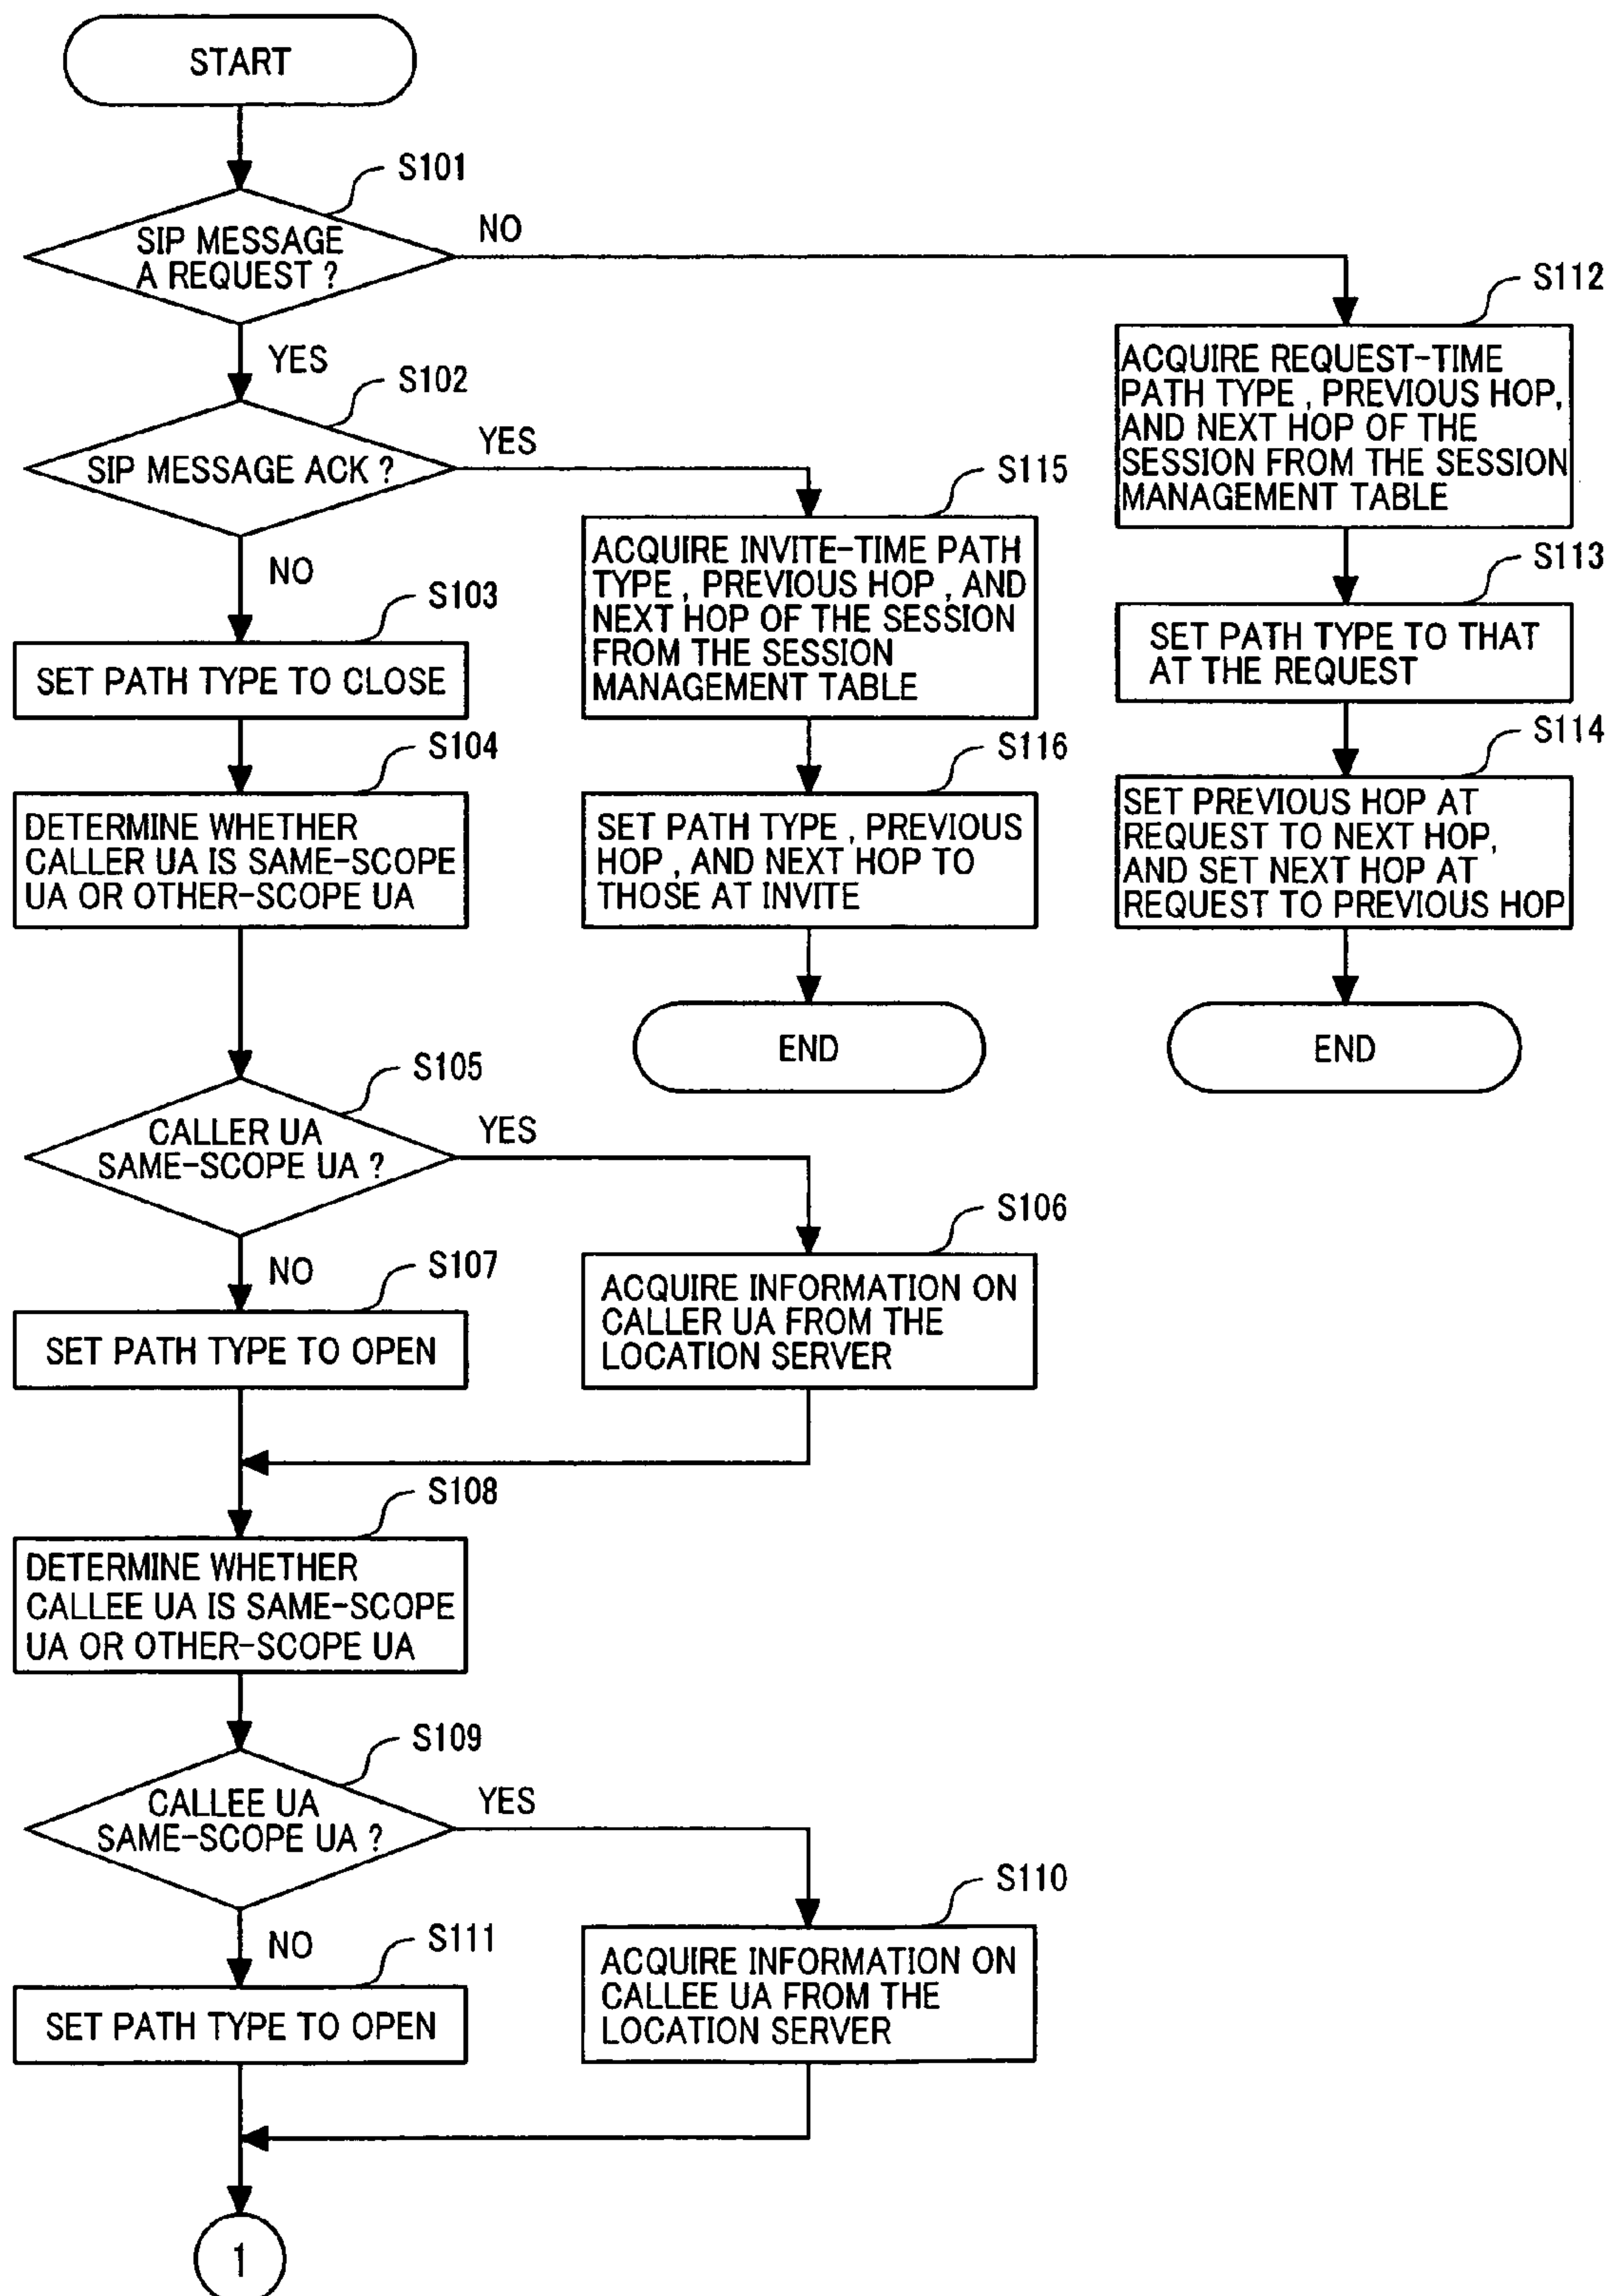 START
S101
SIP MESSAGE
A REQUEST ?
NO
YES
S112
ACQUIRE REQUEST-TIME
PATH TYPE , PREVIOUS HOP,
AND NEXT HOP OF THE
SESSION FROM THE SESSION
MANAGEMENT TABLE
S102
SIP MESSAGE ACK ?
YES
NO
S115
ACQUIRE INVITE-TIME PATH
TYPE , PREVIOUS HOP , AND
NEXT HOP OF THE SESSION
FROM THE SESSION
MANAGEMENT TABLE
S113
SET PATH TYPE TO THAT
AT THE REQUEST
S103
SET PATH TYPE TO CLOSE
S104
DETERMINE WHETHER
CALLER UA IS SAME-SCOPE
UA OR OTHER-SCOPE UA
S116
SET PATH TYPE , PREVIOUS
HOP , AND NEXT HOP TO
THOSE AT INVITE
S114
SET PREVIOUS HOP AT
REQUEST TO NEXT HOP,
AND SET NEXT HOP AT
REQUEST TO PREVIOUS HOP
END
END
S105
CALLER UA
SAME-SCOPE UA ?
YES
NO
S106
ACQUIRE INFORMATION ON
CALLER UA FROM THE
LOCATION SERVER
S107
SET PATH TYPE TO OPEN
S108
DETERMINE WHETHER
CALLEE UA IS SAME-SCOPE
UA OR OTHER-SCOPE UA
S109
CALLEE UA
SAME-SCOPE UA ?
YES
NO
S110
ACQUIRE INFORMATION ON
CALLEE UA FROM THE
LOCATION SERVER
S111
SET PATH TYPE TO OPEN
1